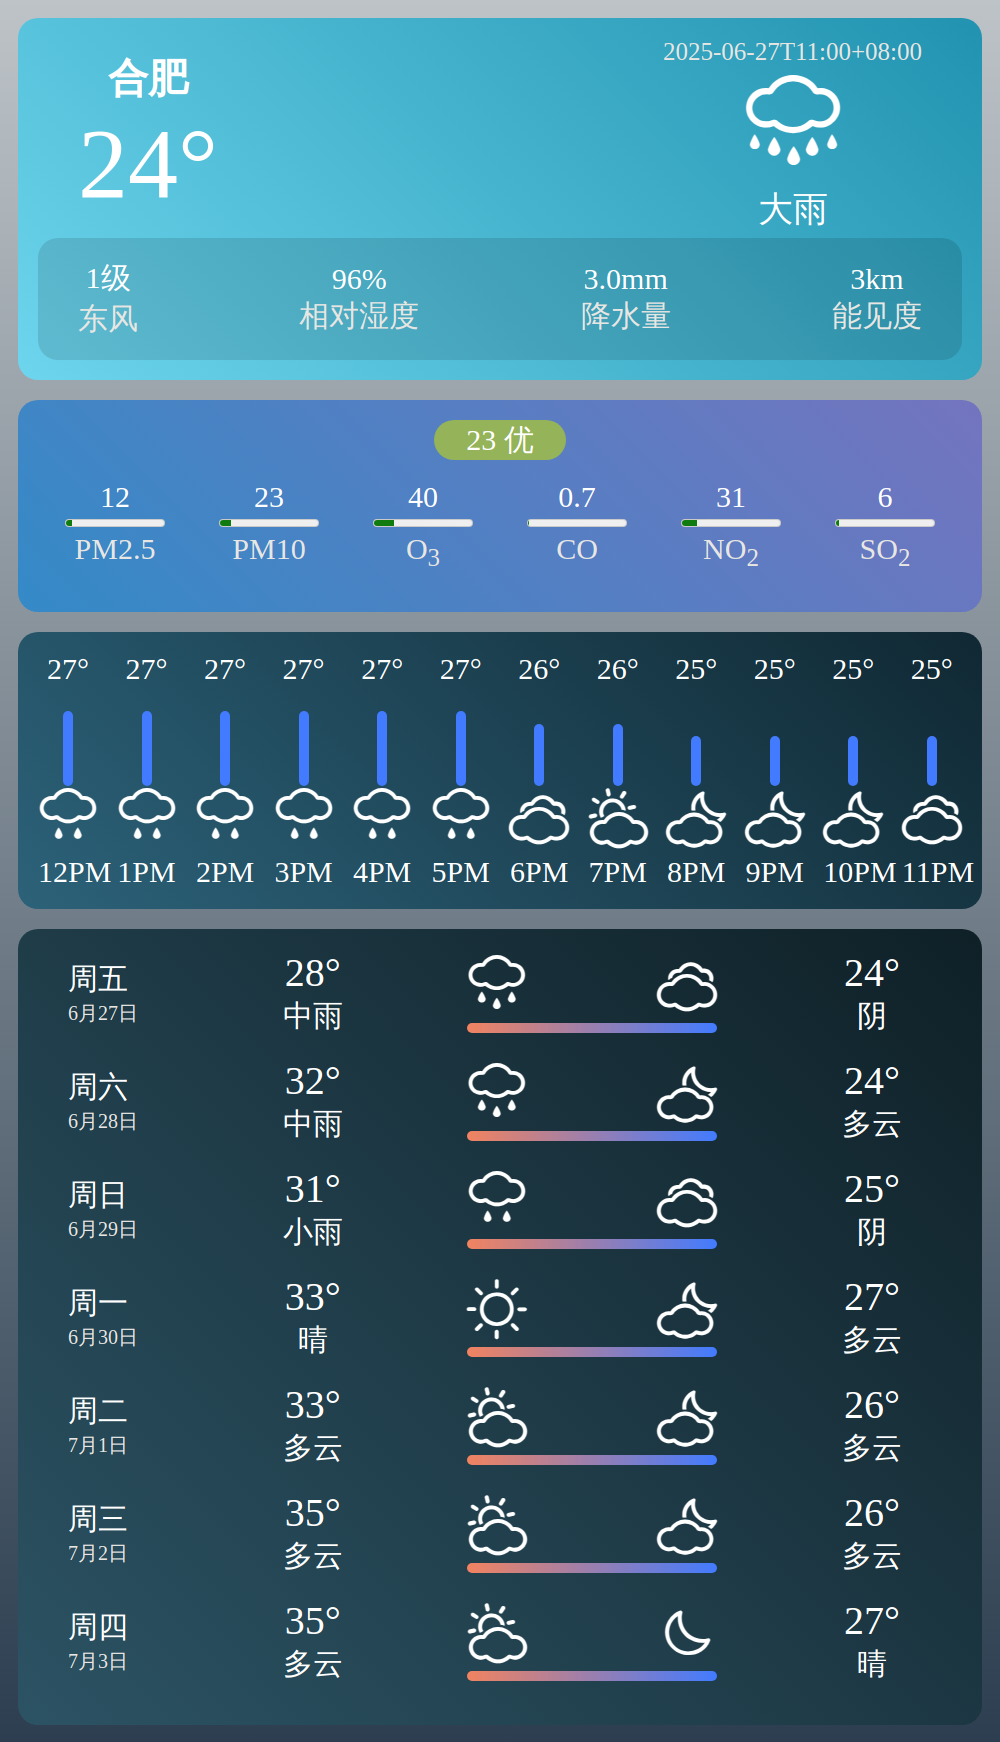 合肥
24°
2025-06-27T11:00+08:00
大雨
1级 96% 3.0mm 3km
东风 相对湿度 降水量 能见度
23 优
12 23 40 0.7 31 6
PM2.5 PM10 O3 CO NO2 SO2
27° 27° 27° 27° 27° 27° 26° 26° 25° 25° 25° 25°
12PM 1PM 2PM 3PM 4PM 5PM 6PM 7PM 8PM 9PM 10PM 11PM
周五 28° 24°
6月27日 中雨 阴
周六 32° 24°
6月28日 中雨 多云
周日 31° 25°
6月29日 小雨 阴
周一 33° 27°
6月30日 晴 多云
周二 33° 26°
7月1日 多云 多云
周三 35° 26°
7月2日 多云 多云
周四 35° 27°
7月3日 多云 晴